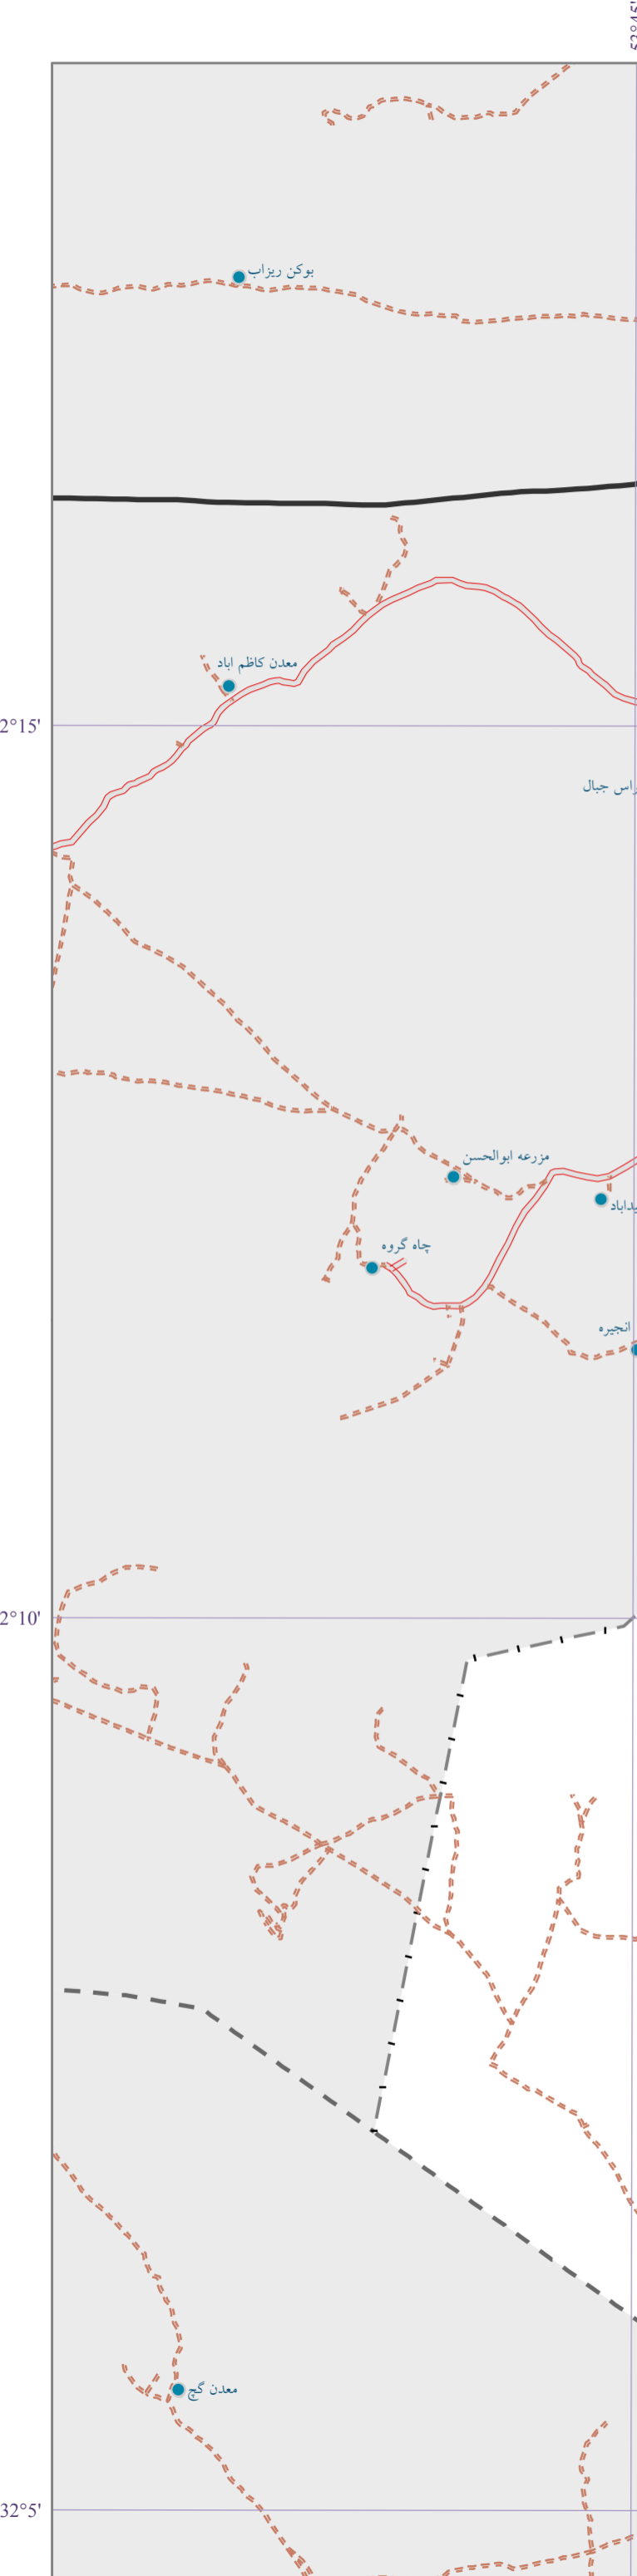 بوکن ریزاب
معدن کاظم اباد
2°15'
راس جبال
مزرعه ابوالحسن
چاه گروه
انجیره
2°10'
معدن گچ
32°5'